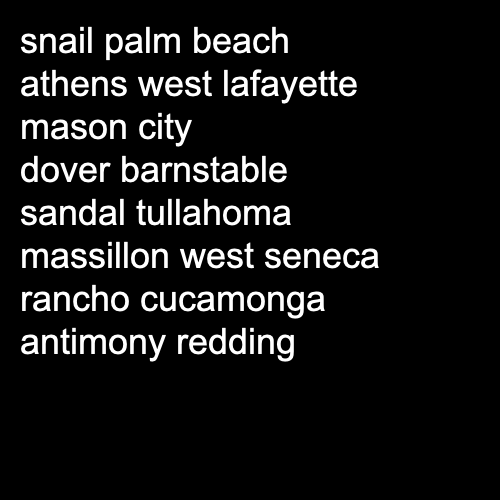 snail palm beach
athens west lafayette
mason city
dover barnstable
sandal tullahoma
massillon west seneca
rancho cucamonga
antimony redding